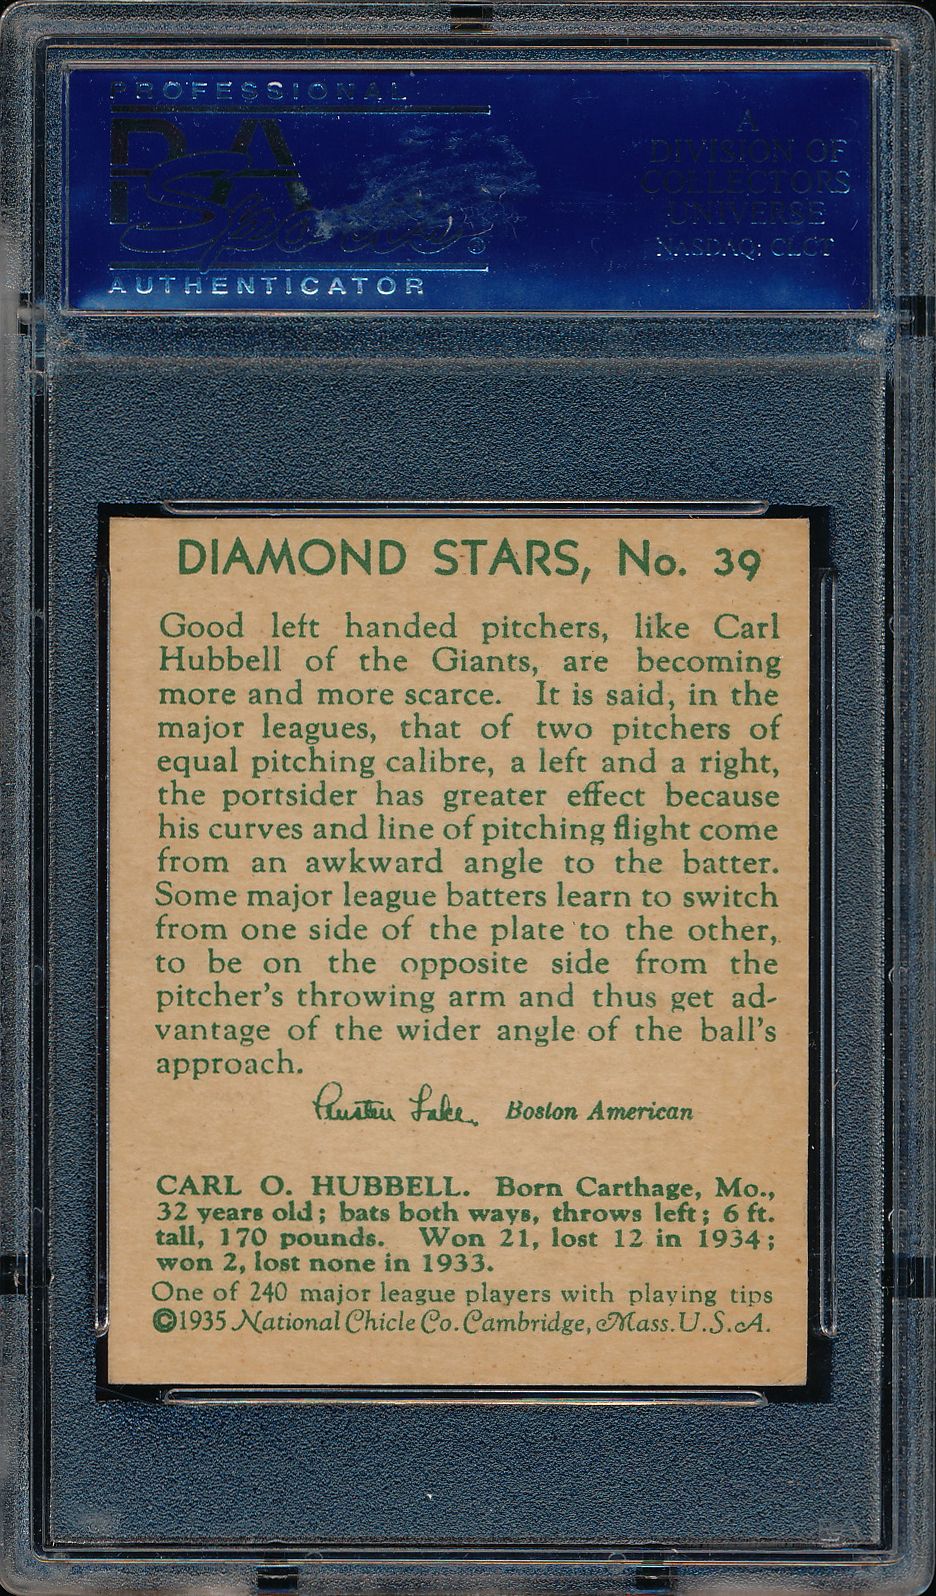 PROFESSIONAL
PSA
Sports
AUTHENTICATOR
A
DIVISION OF
COLLECTORS
UNIVERSE
NASDAQ: CLCT
DIAMOND STARS, No. 39
Good left handed pitchers, like Carl
Hubbell of the Giants, are becoming
more and more scarce. It is said, in the
major leagues, that of two pitchers of
equal pitching calibre, a left and a right,
the portsider has greater effect because
his curves and line of pitching flight come
from an awkward angle to the batter.
Some major league batters learn to switch
from one side of the plate to the other,
to be on the opposite side from the
pitcher's throwing arm and thus get ad-
vantage of the wider angle of the ball's
approach.
Austen Lake, Boston American
CARL O. HUBBELL. Born Carthage, Mo.,
32 years old; bats both ways, throws left; 6 ft.
tall, 170 pounds. Won 21, lost 12 in 1934;
won 2, lost none in 1933.
One of 240 major league players with playing tips
©1935 National Chicle Co. Cambridge, Mass. U.S.A.